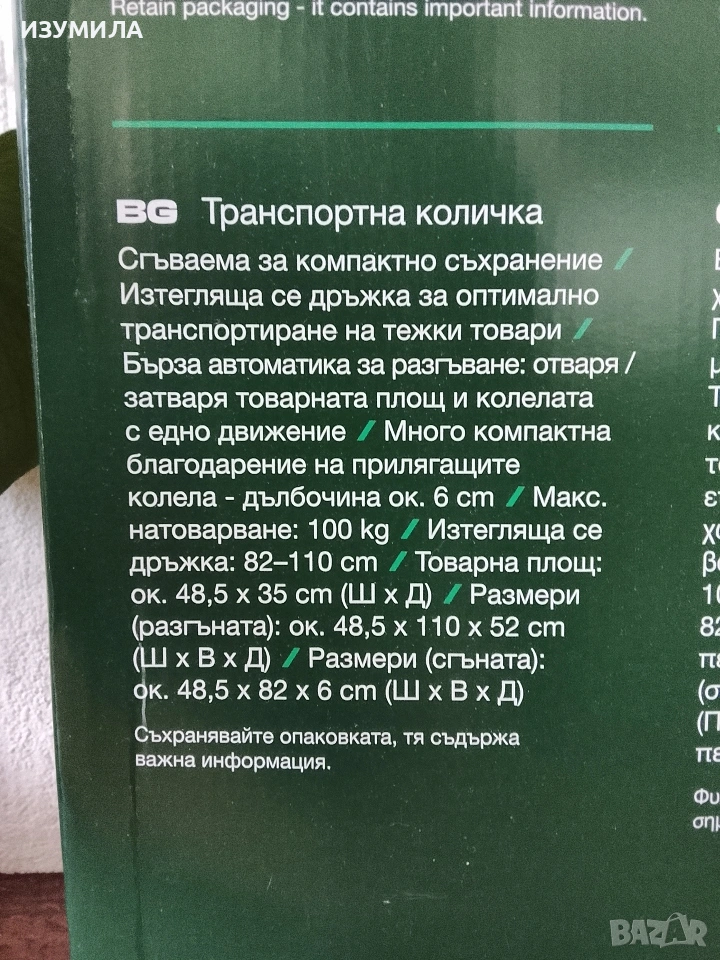 ИЗУМИЛА
Retain packaging - it contains important information.
BG Транспортна количка
Сгъваема за компактно съхранение /
Изтегляща се дръжка за оптимално
транспортиране на тежки товари /
Бърза автоматика за разгъване: отваря /
затваря товарната площ и колелата
с едно движение / Много компактна
благодарение на прилягащите
колела - дълбочина ок. 6 cm / Макс.
натоварване: 100 kg / Изтегляща се
дръжка: 82–110 cm / Товарна площ:
ок. 48,5 x 35 cm (Ш x Д) / Размери
(разгъната): ок. 48,5 x 110 x 52 cm
(Ш x В x Д) / Размери (сгъната):
ок. 48,5 x 82 x 6 cm (Ш x В x Д)
Съхранявайте опаковката, тя съдържа
важна информация.
BAZAR